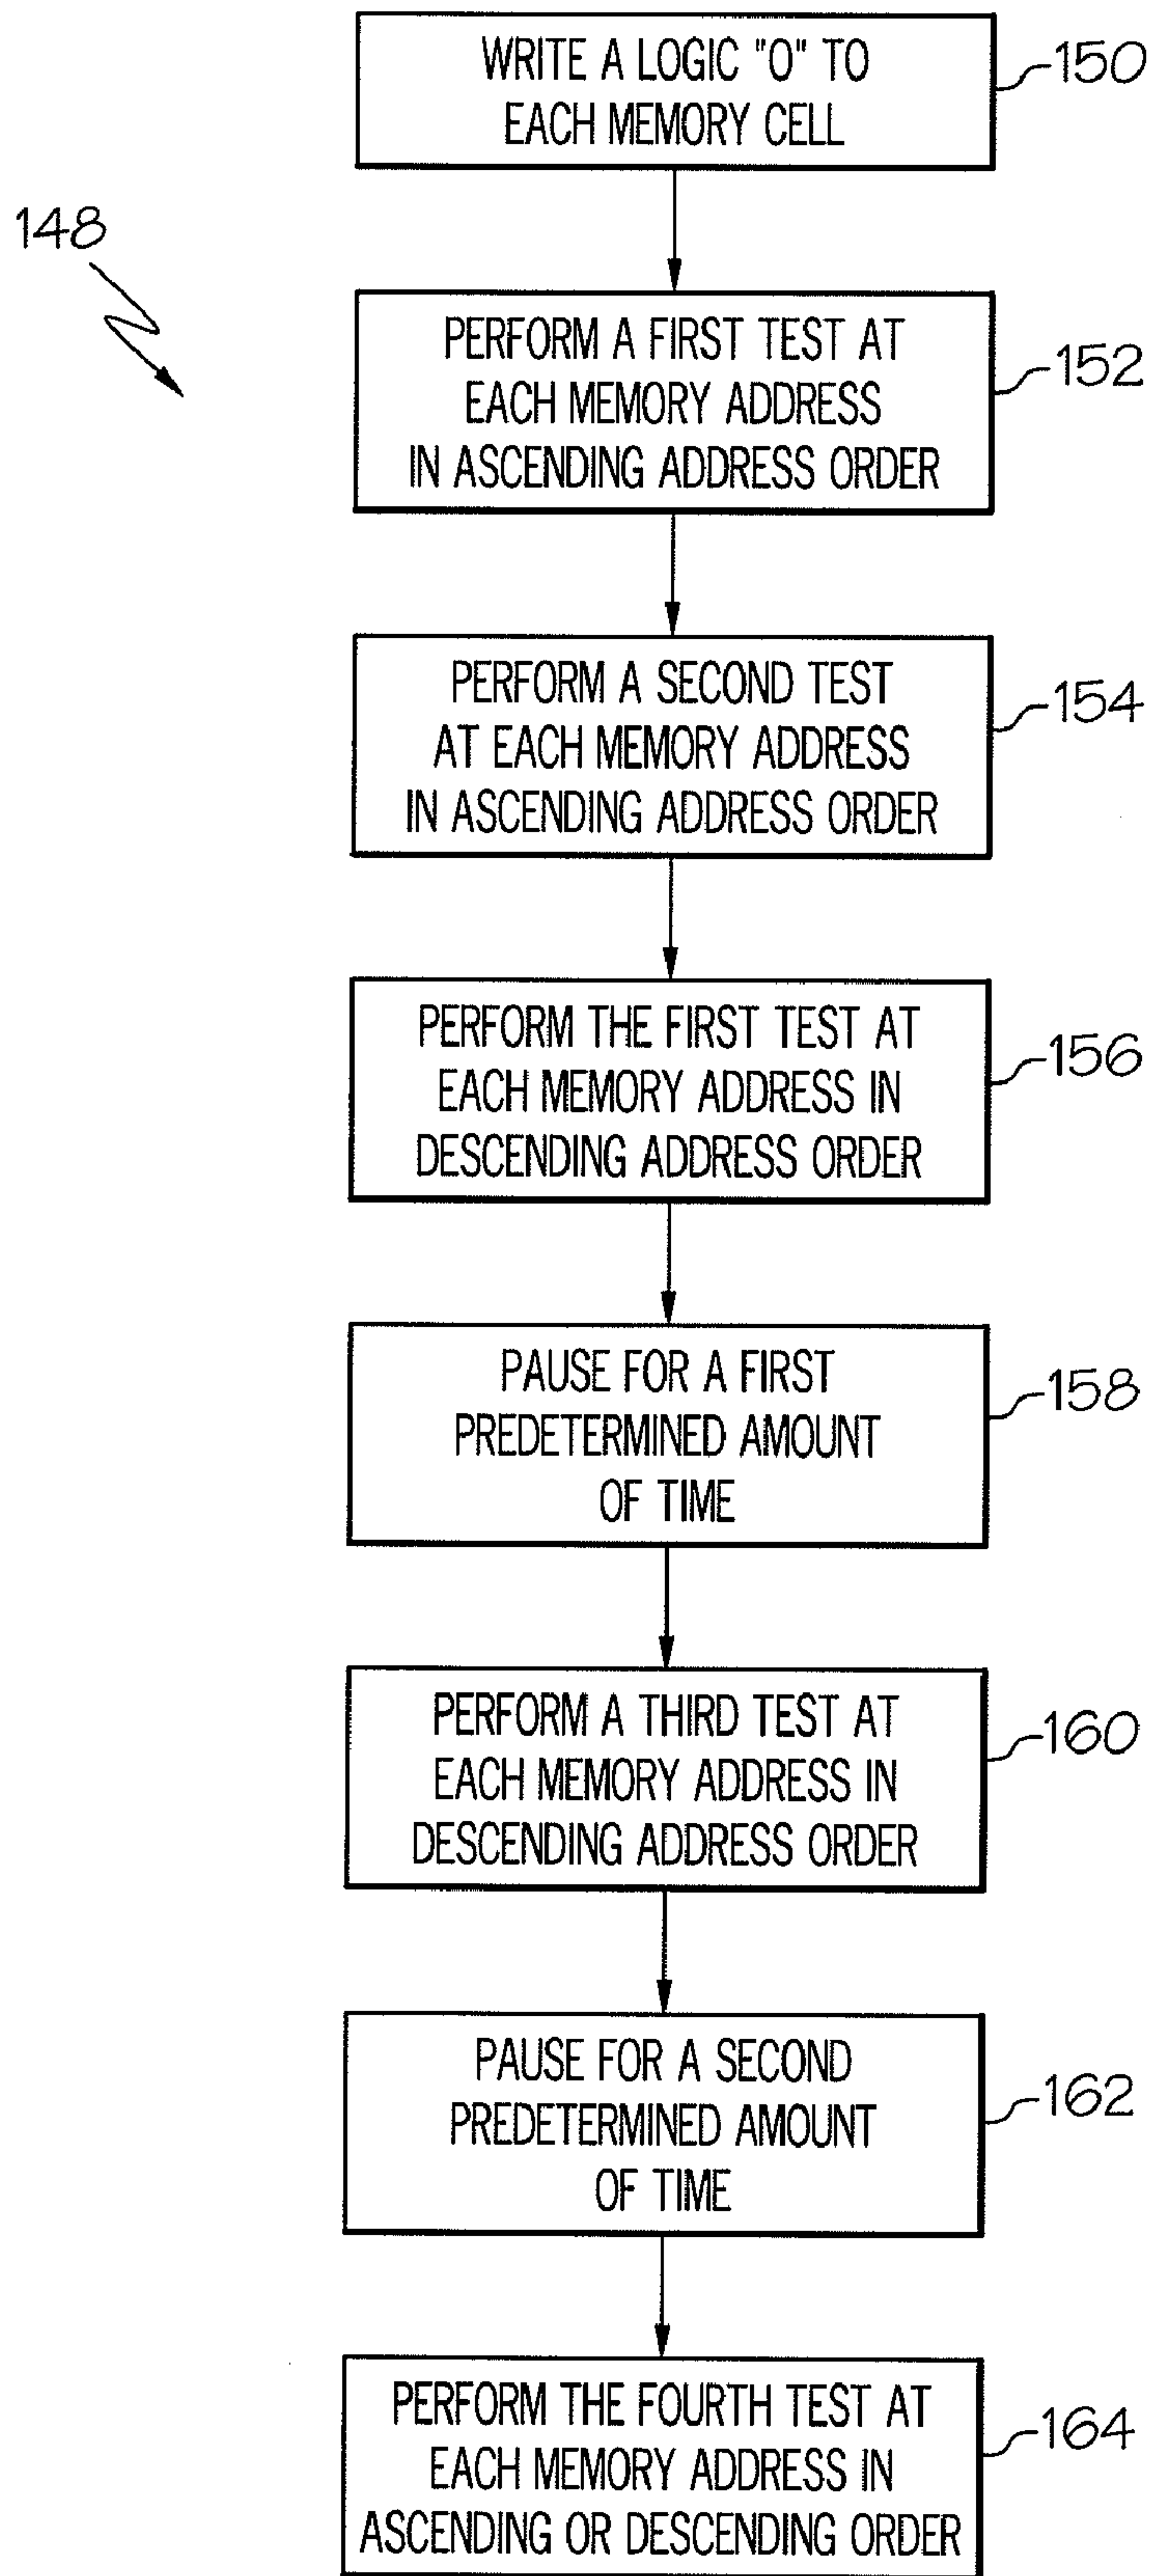 WRITE A LOGIC "0" TO
EACH MEMORY CELL
150
148
PERFORM A FIRST TEST AT
EACH MEMORY ADDRESS
IN ASCENDING ADDRESS ORDER
152
PERFORM A SECOND TEST
AT EACH MEMORY ADDRESS
IN ASCENDING ADDRESS ORDER
154
PERFORM THE FIRST TEST AT
EACH MEMORY ADDRESS IN
DESCENDING ADDRESS ORDER
156
PAUSE FOR A FIRST
PREDETERMINED AMOUNT
OF TIME
158
PERFORM A THIRD TEST AT
EACH MEMORY ADDRESS IN
DESCENDING ADDRESS ORDER
160
PAUSE FOR A SECOND
PREDETERMINED AMOUNT
OF TIME
162
PERFORM THE FOURTH TEST AT
EACH MEMORY ADDRESS IN
ASCENDING OR DESCENDING ORDER
164